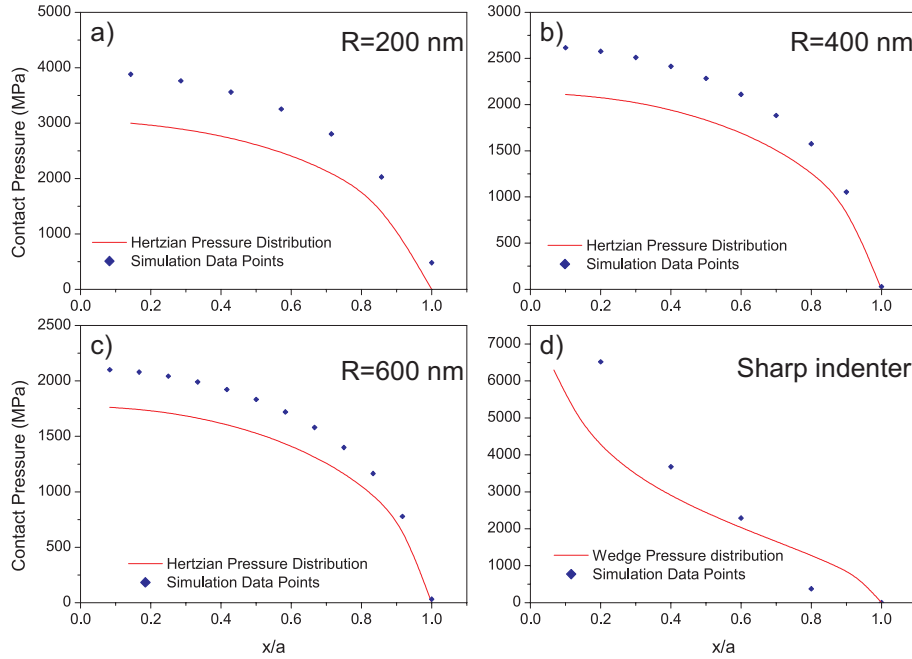 a)
R=200 nm
5000
4000
3000
2000
1000
0
Contact Pressure (MPa)
Hertzian Pressure Distribution
Simulation Data Points
0.0 0.2 0.4 0.6 0.8 1.0
b)
R=400 nm
3000
2500
2000
1500
1000
500
0
Hertzian Pressure Distribution
Simulation Data Points
0.0 0.2 0.4 0.6 0.8 1.0
c)
R=600 nm
2500
2000
1500
1000
500
0
Contact Pressure (MPa)
Hertzian Pressure Distribution
Simulation Data Points
0.0 0.2 0.4 0.6 0.8 1.0
x/a
d)
Sharp indenter
7000
6000
5000
4000
3000
2000
1000
0
Wedge Pressure distribution
Simulation Data Points
0.0 0.2 0.4 0.6 0.8 1.0
x/a